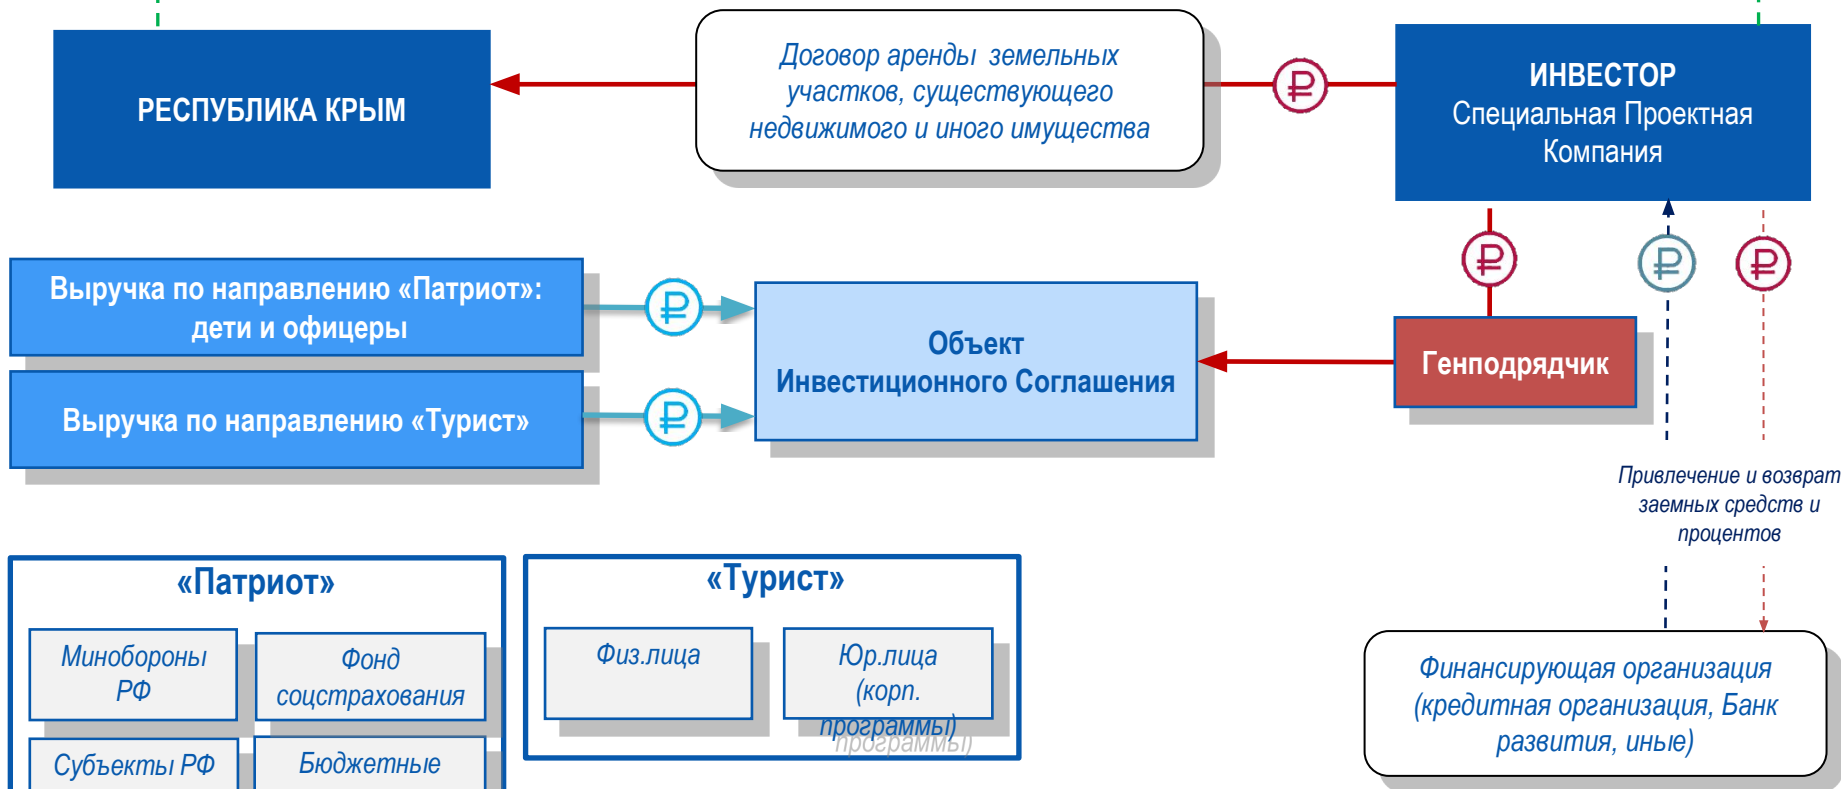 РЕСПУБЛИКА КРЫМ
Договор аренды земельных
участков, существующего
недвижимого и иного имущества
ИНВЕСТОР
Специальная Проектная
Компания
Выручка по направлению «Патриот»:
дети и офицеры
Выручка по направлению «Турист»
Объект
Инвестиционного Соглашения
Генподрядчик
Привлечение и возврат
заемных средств и
процентов
«Патриот»
Минобороны
РФ
Фонд
соцстрахования
Субъекты РФ
Бюджетные
«Турист»
Физ.лица
Юр.лица
(корп.
программы)
Финансирующая организация
(кредитная организация, Банк
развития, иные)